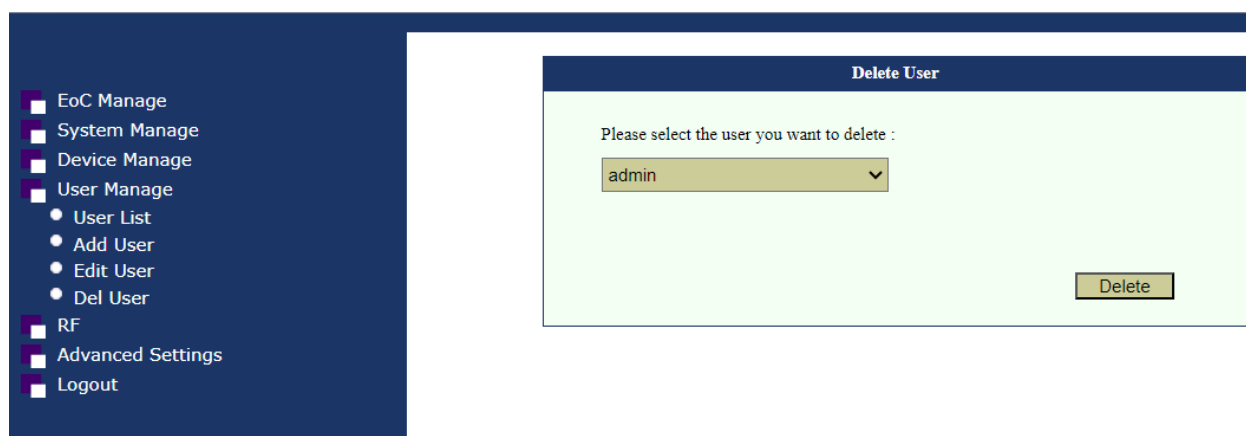 EoC Manage
System Manage
Device Manage
User Manage
User List
Add User
Edit User
Del User
RF
Advanced Settings
Logout
Delete User
Please select the user you want to delete :
admin
Delete